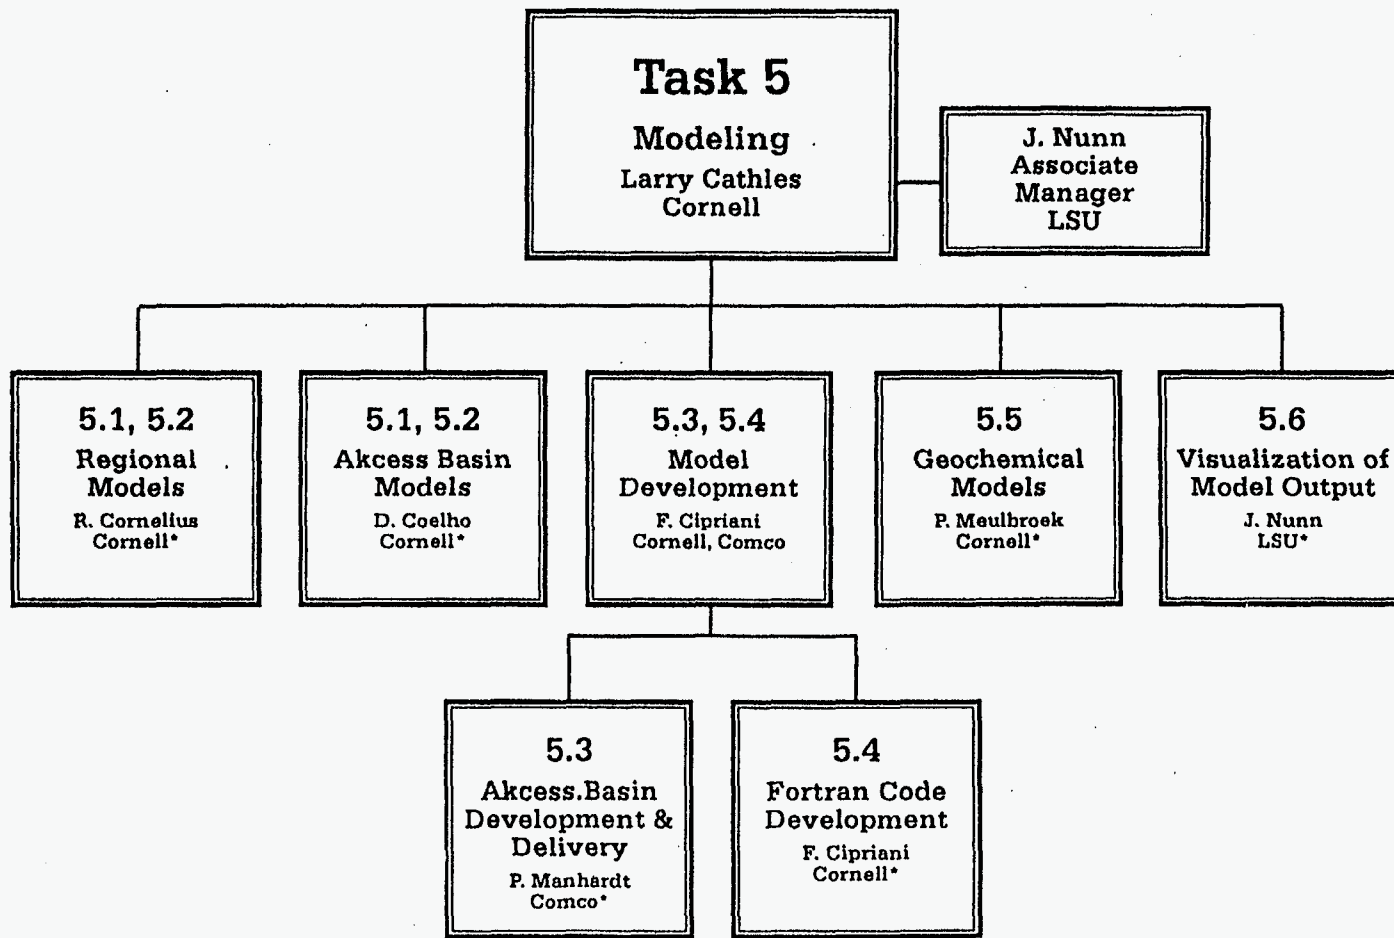 Task 5
Modeling
Larry Cathles
Cornell
J. Nunn
Associate
Manager
LSU
5.1, 5.2
Regional
Models
R. Cornelius
Cornell*
5.1, 5.2
Akcess Basin
Models
D. Coelho
Cornell*
5.3, 5.4
Model
Development
F. Cipriani
Cornell, Comco
5.5
Geochemical
Models
P. Meulbroek
Cornell*
5.6
Visualization of
Model Output
J. Nunn
LSU*
5.3
Akcess.Basin
Development &
Delivery
P. Manhardt
Comco*
5.4
Fortran Code
Development
F. Cipriani
Cornell*